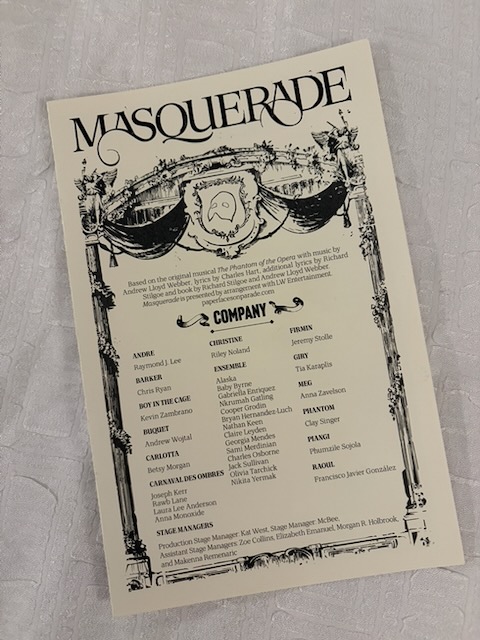 MASQUERADE
Based on the original musical The Phantom of the Opera with music by
Andrew Lloyd Webber, lyrics by Charles Hart, additional lyrics by Richard
Stilgoe and book by Richard Stilgoe and Andrew Lloyd Webber.
Masquerade is presented by arrangement with LW Entertainment.
paperfacesonparade.com
COMPANY
ANDRE
Raymond J. Lee
BARKER
Chris Ryan
BOY IN THE CAGE
Kevin Zambrano
BUQUET
Andrew Wojtal
CARLOTTA
Betsy Morgan
CARNAVAL DES OMBRES
Joseph Kerr
Rawb Lane
Laura Lee Anderson
Anna Monoxide
CHRISTINE
Riley Noland
ENSEMBLE
Alaska
Baby Byrne
Gabriella Enriquez
Nkrumah Gatling
Cooper Grodin
Bryan Hernandez-Luch
Nathan Keen
Claire Leyden
Georgia Mendes
Sami Merdinian
Charles Osborne
Jack Sullivan
Olivia Tarchick
Nikita Yermak
FIRMIN
Jeremy Stolle
GIRY
Tia Karaplis
MEG
Anna Zavelson
PHANTOM
Clay Singer
PIANGI
Phumzile Sojola
RAOUL
Francisco Javier González
STAGE MANAGERS
Production Stage Manager: Kat West, Stage Manager: McBee,
Assistant Stage Managers: Zoe Collins, Elizabeth Emanuel, Morgan R. Holbrook,
and Makenna Remenaric